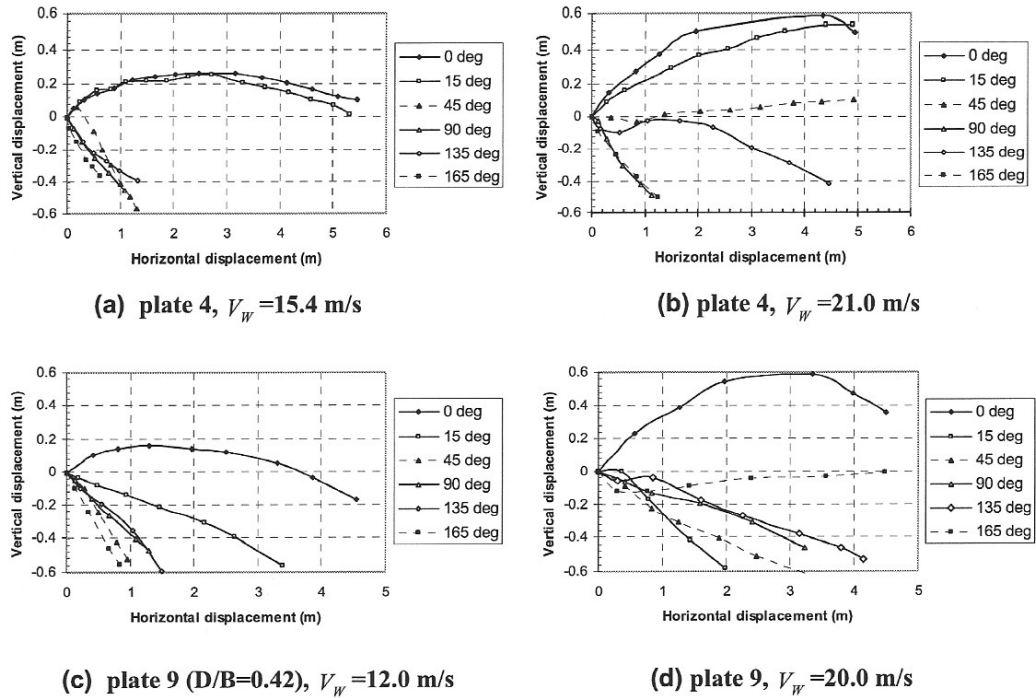 0.6
0.4
0.2
0
-0.2
-0.4
-0.6
Vertical displacement (m)
0 1 2 3 4 5 6
Horizontal displacement (m)
0 deg
15 deg
45 deg
90 deg
135 deg
165 deg
(a) plate 4, V_W =15.4 m/s
0.6
0.4
0.2
0
-0.2
-0.4
-0.6
Vertical displacement (m)
0 1 2 3 4 5 6
Horizontal displacement (m)
0 deg
15 deg
45 deg
90 deg
135 deg
165 deg
(b) plate 4, V_W =21.0 m/s
0.6
0.4
0.2
0
-0.2
-0.4
-0.6
Vertical displacement (m)
0 1 2 3 4 5
Horizontal displacement (m)
0 deg
15 deg
45 deg
90 deg
135 deg
165 deg
(c) plate 9 (D/B=0.42), V_W =12.0 m/s
0.6
0.4
0.2
0
-0.2
-0.4
-0.6
Vertical displacement (m)
0 1 2 3 4 5
Horizontal displacement (m)
0 deg
15 deg
45 deg
90 deg
135 deg
165 deg
(d) plate 9, V_W =20.0 m/s